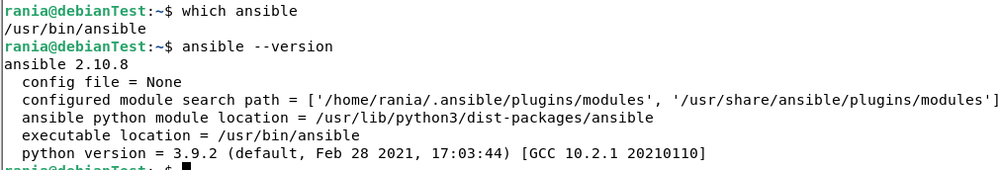 rania@debianTest:~$ which ansible
/usr/bin/ansible
rania@debianTest:~$ ansible --version
ansible 2.10.8
  config file = None
  configured module search path = ['/home/rania/.ansible/plugins/modules', '/usr/share/ansible/plugins/modules']
  ansible python module location = /usr/lib/python3/dist-packages/ansible
  executable location = /usr/bin/ansible
  python version = 3.9.2 (default, Feb 28 2021, 17:03:44) [GCC 10.2.1 20210110]
rania@debianTest:~$